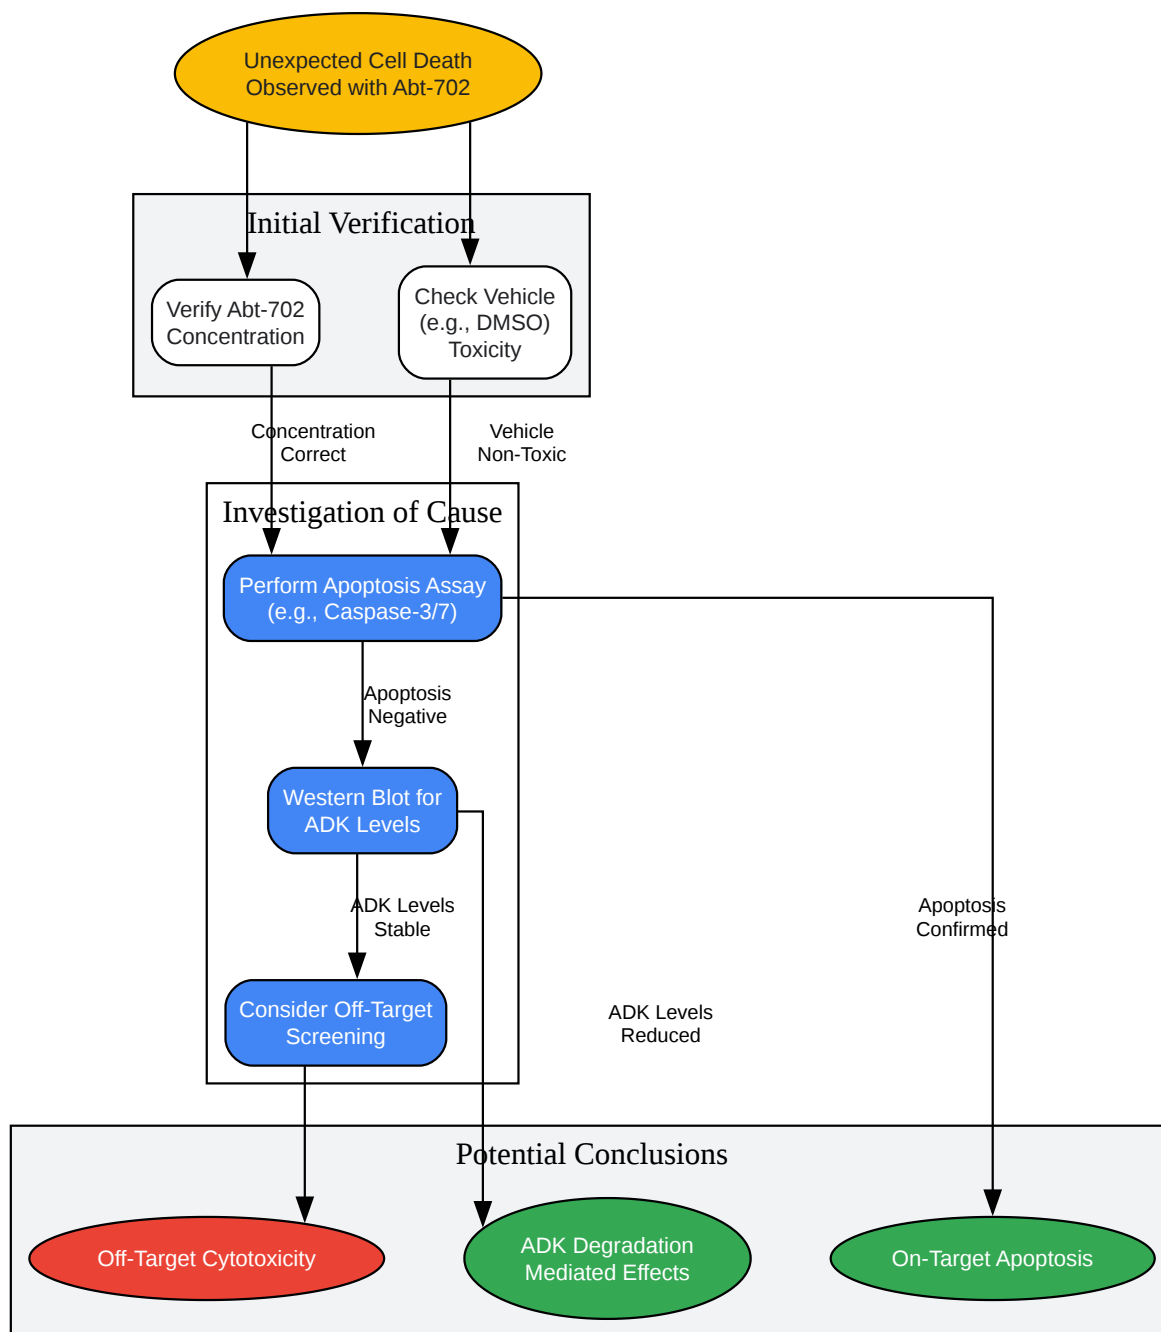 Unexpected Cell Death
Observed with Abt-702
Initial Verification
Verify Abt-702
Concentration
Check Vehicle
(e.g., DMSO)
Toxicity
Concentration
Correct
Vehicle
Non-Toxic
Investigation of Cause
Perform Apoptosis Assay
(e.g., Caspase-3/7)
Apoptosis
Negative
Western Blot for
ADK Levels
ADK Levels
Stable
Apoptosis
Confirmed
Consider Off-Target
Screening
ADK Levels
Reduced
Potential Conclusions
Off-Target Cytotoxicity
ADK Degradation
Mediated Effects
On-Target Apoptosis